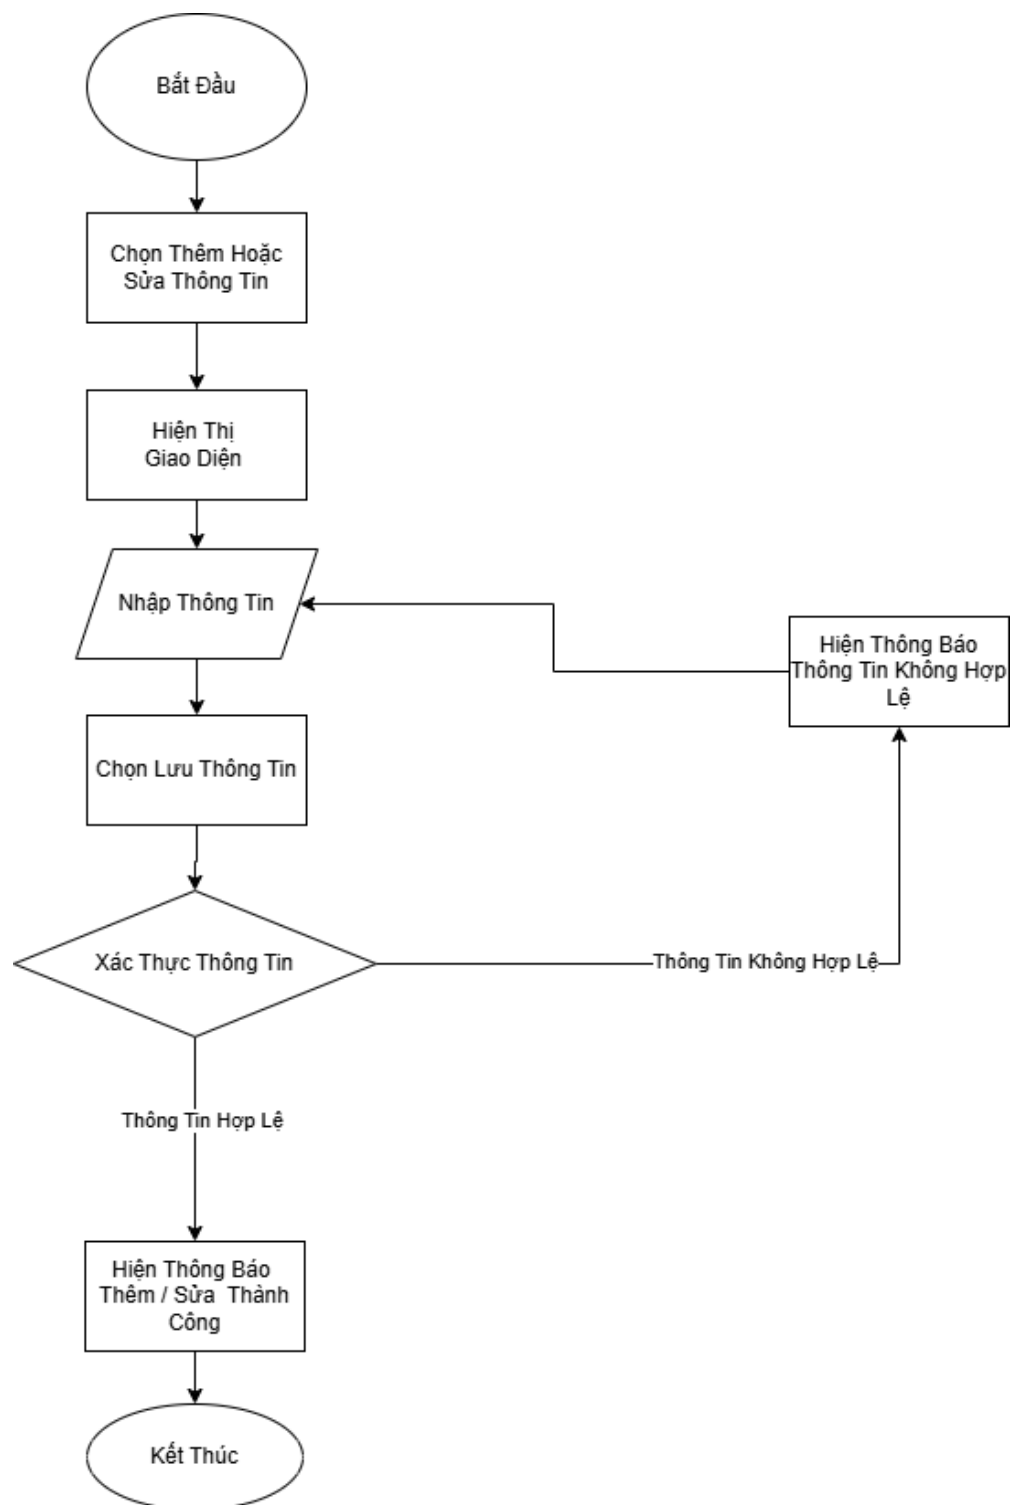 Bắt Đầu
Chọn Thêm Hoặc
Sửa Thông Tin
Hiện Thị
Giao Diện
Nhập Thông Tin
Hiện Thông Báo
Thông Tin Không Hợp
Lệ
Chọn Lưu Thông Tin
Xác Thực Thông Tin
Thông Tin Không Hợp Lệ
Thông Tin Hợp Lệ
Hiện Thông Báo
Thêm / Sửa Thành
Công
Kết Thúc